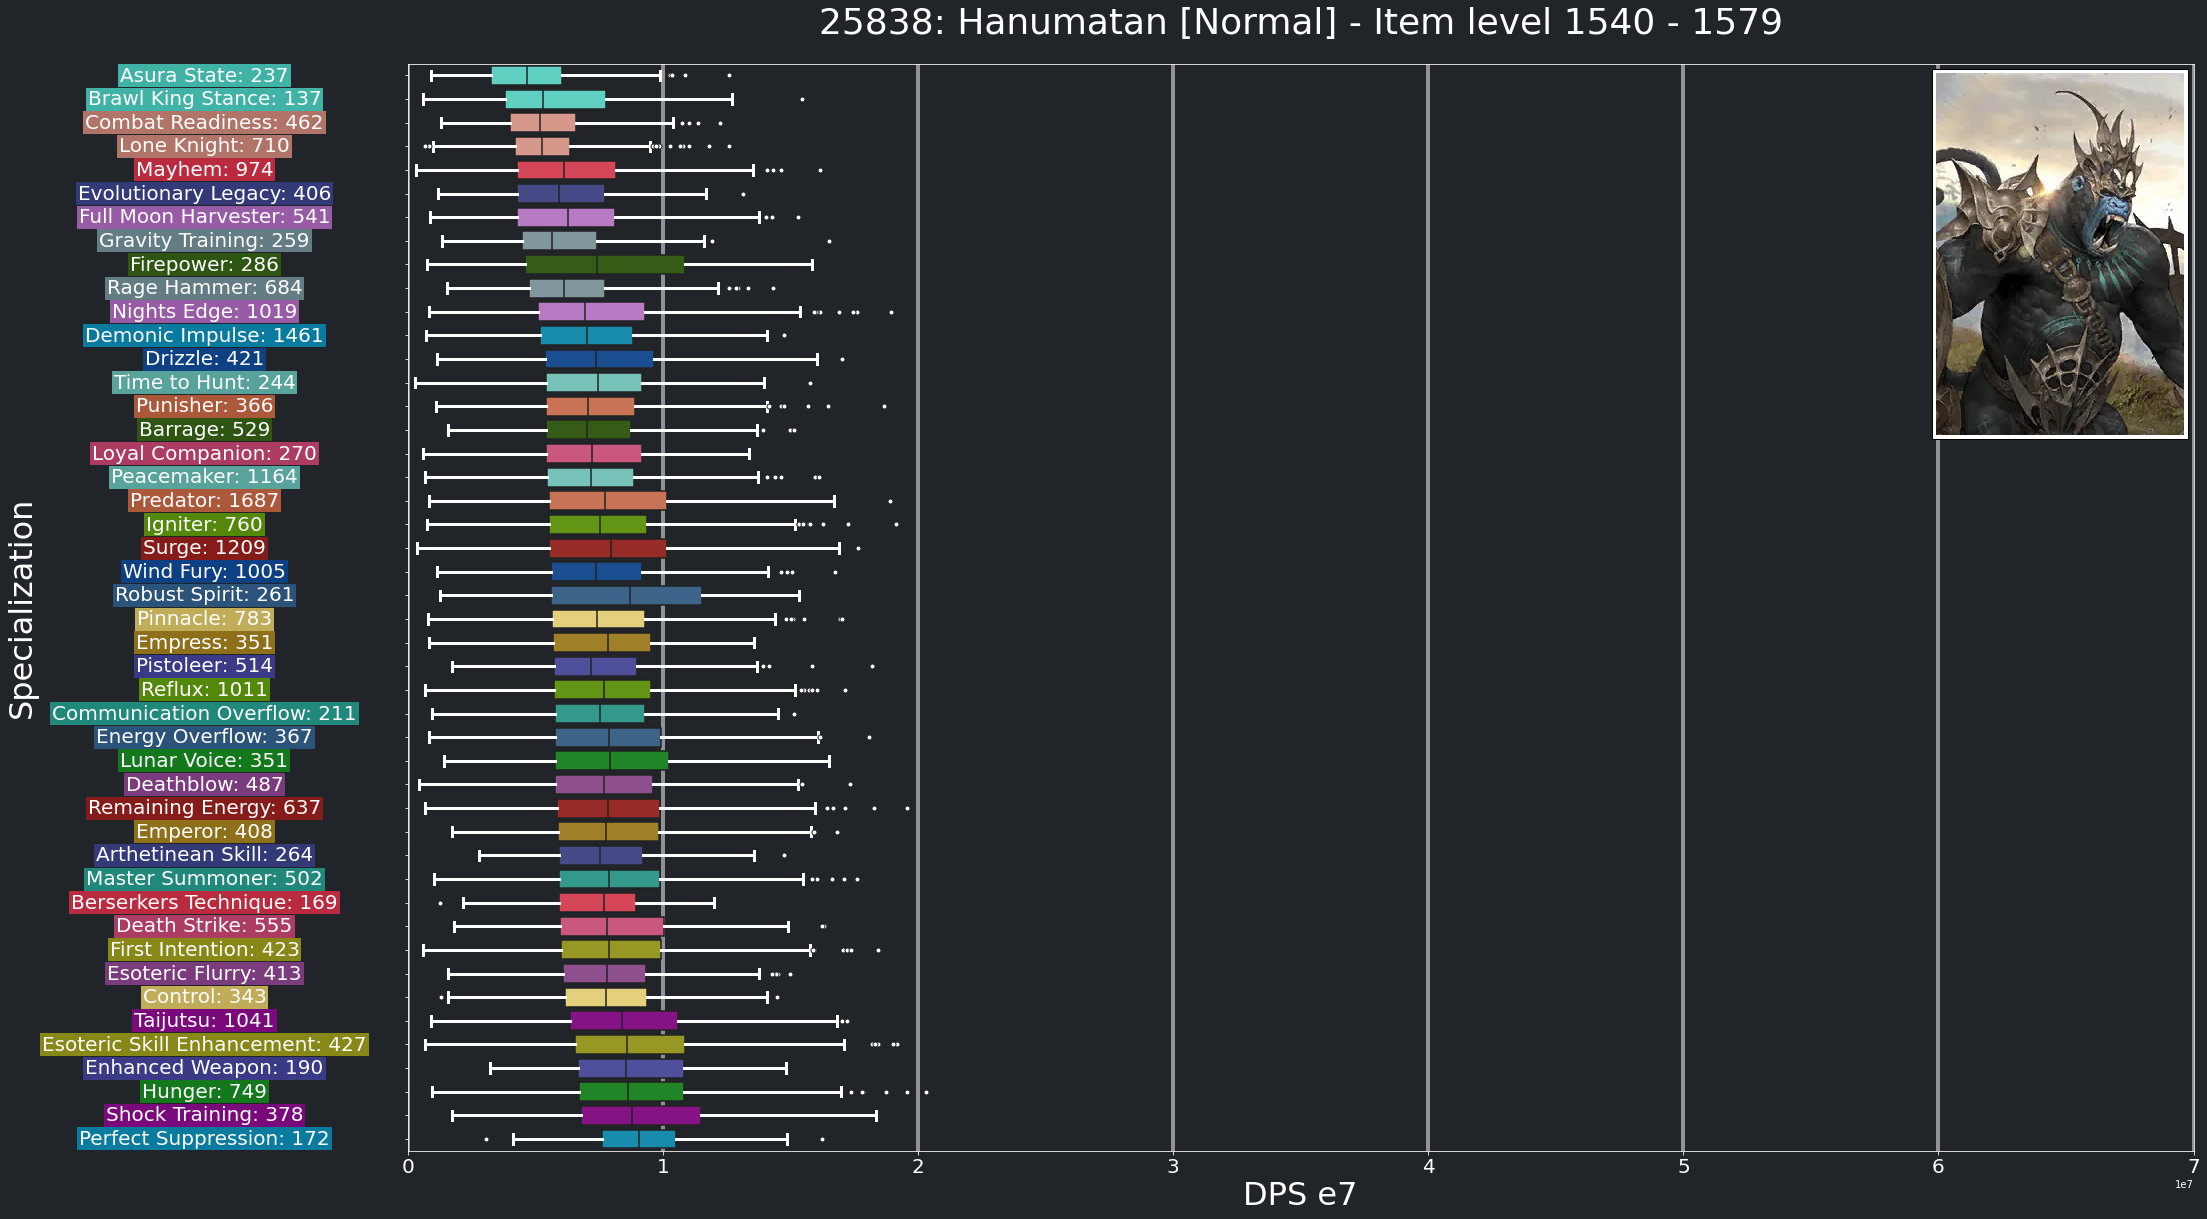 25838: Hanumatan [Normal] - Item level 1540 - 1579
Specialization
Asura State: 237
Brawl King Stance: 137
Combat Readiness: 462
Lone Knight: 710
Mayhem: 974
Evolutionary Legacy: 406
Full Moon Harvester: 541
Gravity Training: 259
Firepower: 286
Rage Hammer: 684
Nights Edge: 1019
Demonic Impulse: 1461
Drizzle: 421
Time to Hunt: 244
Punisher: 366
Barrage: 529
Loyal Companion: 270
Peacemaker: 1164
Predator: 1687
Igniter: 760
Surge: 1209
Wind Fury: 1005
Robust Spirit: 261
Pinnacle: 783
Empress: 351
Pistoleer: 514
Reflux: 1011
Communication Overflow: 211
Energy Overflow: 367
Lunar Voice: 351
Deathblow: 487
Remaining Energy: 637
Emperor: 408
Arthetinean Skill: 264
Master Summoner: 502
Berserkers Technique: 169
Death Strike: 555
First Intention: 423
Esoteric Flurry: 413
Control: 343
Taijutsu: 1041
Esoteric Skill Enhancement: 427
Enhanced Weapon: 190
Hunger: 749
Shock Training: 378
Perfect Suppression: 172
0 1 2 3 4 5 6 7
1e7
DPS e7